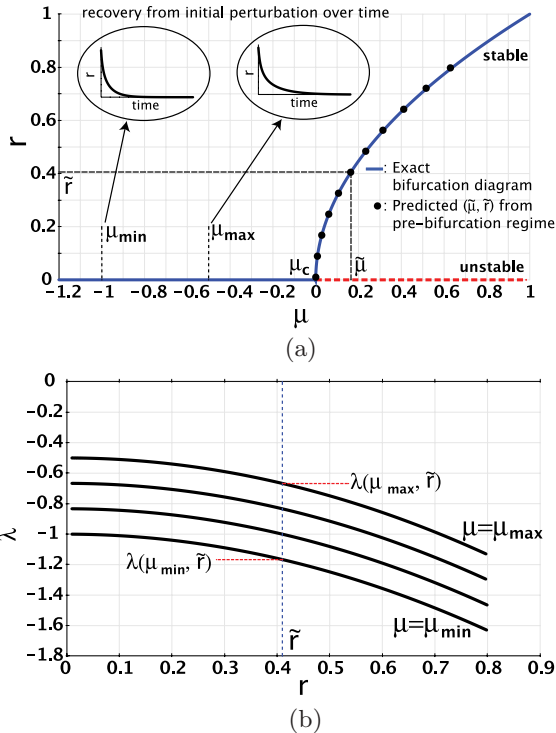 recovery from initial perturbation over time
1
0.8
0.6
0.4
0.2
0
r
r
time
r
time
stable
r̃
μmin
μmax
μc
μ̃
: Exact
bifurcation diagram
: Predicted (μ̃, r̃) from
pre-bifurcation regime
unstable
-1.2 -1 -0.8 -0.6 -0.4 -0.2 0 0.2 0.4 0.6 0.8 1
μ
(a)
0
-0.2
-0.4
-0.6
-0.8
-1
-1.2
-1.4
-1.6
-1.8
λ
λ(μmax, r̃)
μ=μmax
λ(μmin, r̃)
μ=μmin
r̃
0 0.1 0.2 0.3 0.4 0.5 0.6 0.7 0.8 0.9
r
(b)